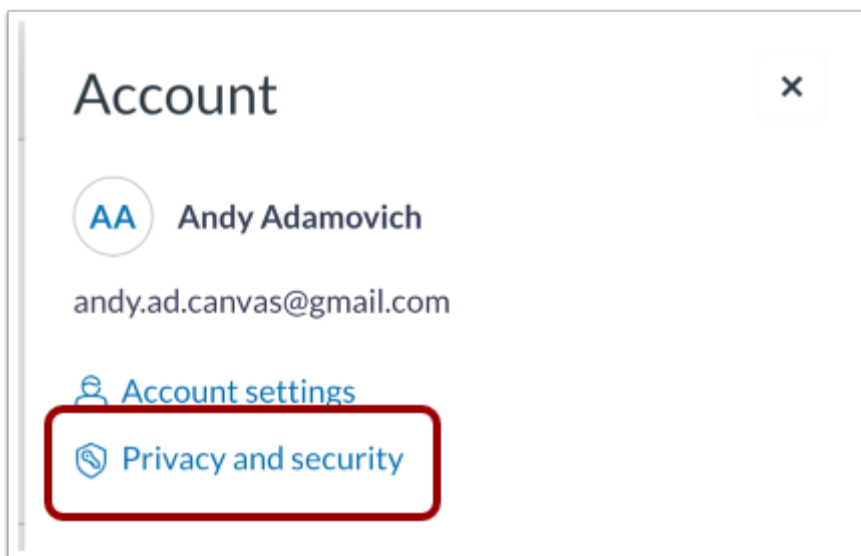 Account
AA Andy Adamovich
andy.ad.canvas@gmail.com
Account settings
Privacy and security